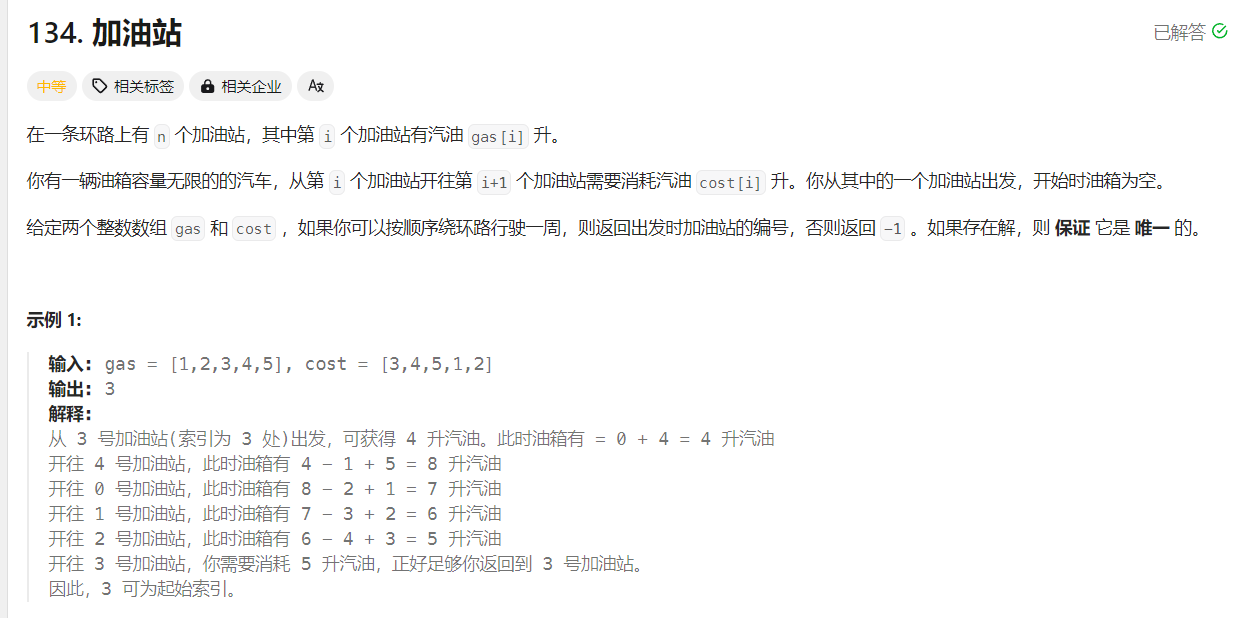 134. 加油站
已解答
中等 相关标签 相关企业 Aあ
在一条环路上有 n 个加油站，其中第 i 个加油站有汽油 gas[i] 升。
你有一辆油箱容量无限的的汽车，从第 i 个加油站开往第 i+1 个加油站需要消耗汽油 cost[i] 升。你从其中的一个加油站出发，开始时油箱为空。
给定两个整数数组 gas 和 cost ，如果你可以按顺序绕环路行驶一周，则返回出发时加油站的编号，否则返回 -1 。如果存在解，则 保证 它是 唯一 的。
示例 1:
输入: gas = [1,2,3,4,5], cost = [3,4,5,1,2]
输出: 3
解释:
从 3 号加油站(索引为 3 处)出发，可获得 4 升汽油。此时油箱有 = 0 + 4 = 4 升汽油
开往 4 号加油站，此时油箱有 4 - 1 + 5 = 8 升汽油
开往 0 号加油站，此时油箱有 8 - 2 + 1 = 7 升汽油
开往 1 号加油站，此时油箱有 7 - 3 + 2 = 6 升汽油
开往 2 号加油站，此时油箱有 6 - 4 + 3 = 5 升汽油
开往 3 号加油站，你需要消耗 5 升汽油，正好足够你返回到 3 号加油站。
因此，3 可为起始索引。